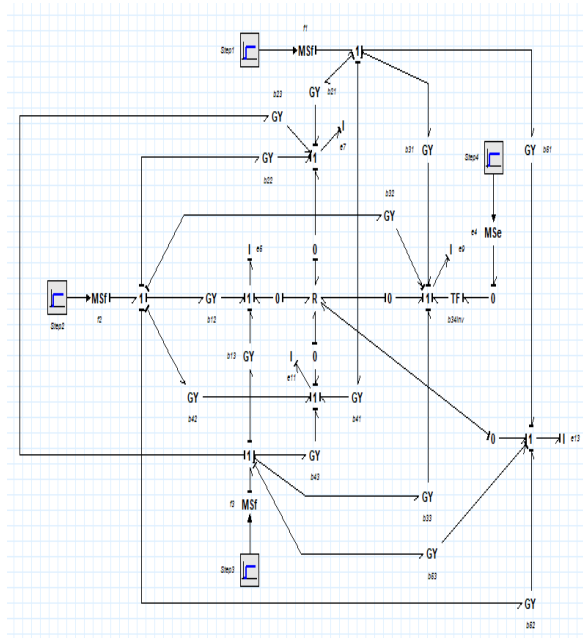 f1
Step1 MSf 1
b23 GY b21
GY
e7 I
GY 1 b31 GY Step4 GY b61
b22
b32
GY e4 MSe
I e6 0 I e9
MSf 1 GY 1 0 R 0 1 TF 0
Step2 f2 b12 b34inv
b13 GY I 0
e11
GY 1 GY
b42 b41
0 1 I e13
1 GY
b43
f3 MSf GY
b33
GY
Step3 b53
GY
b62